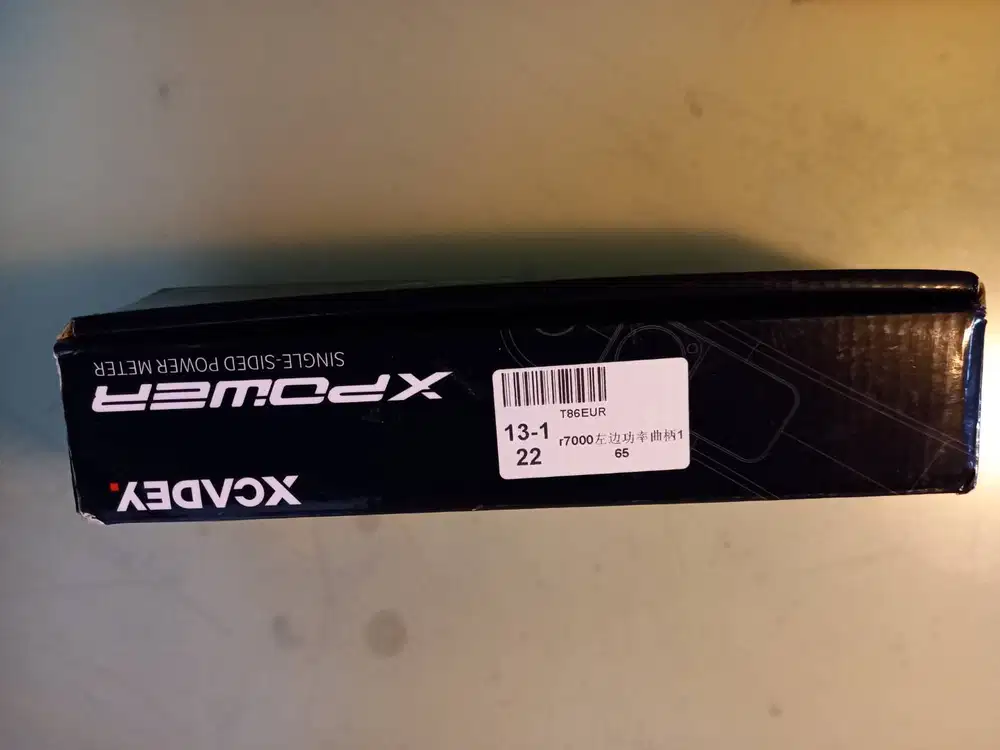 XCADEY
XPOWER
SINGLE-SIDED POWER METER
T86EUR
13-1
22
r7000左边功率曲柄1
65